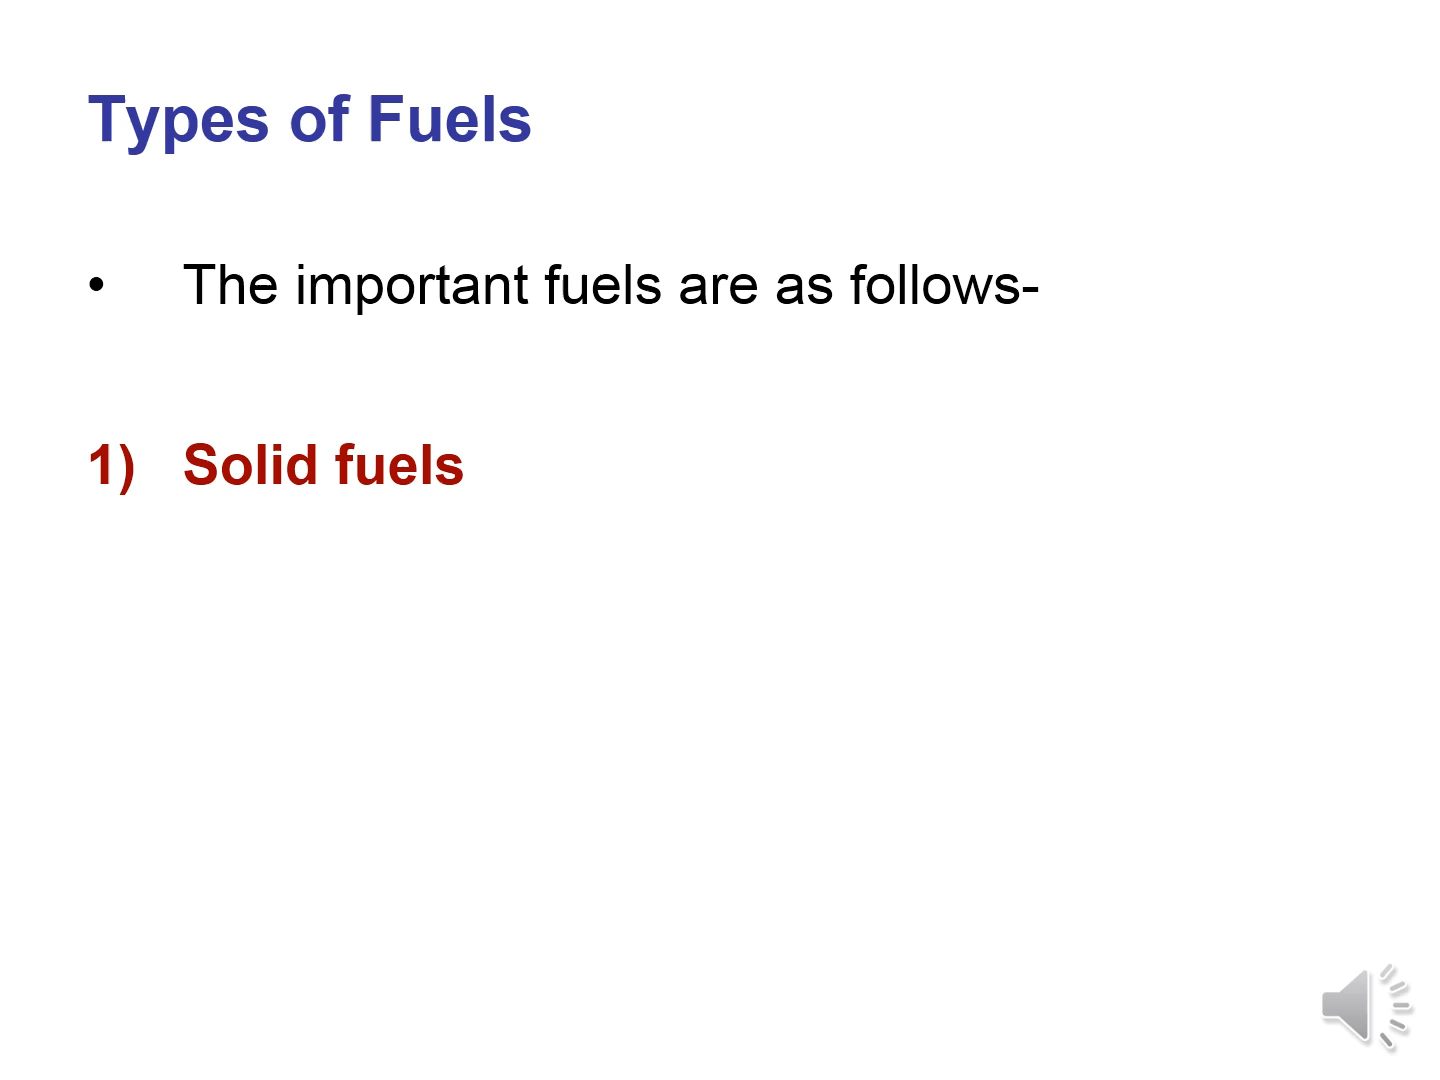 Types of Fuels
• The important fuels are as follows-
1) Solid fuels